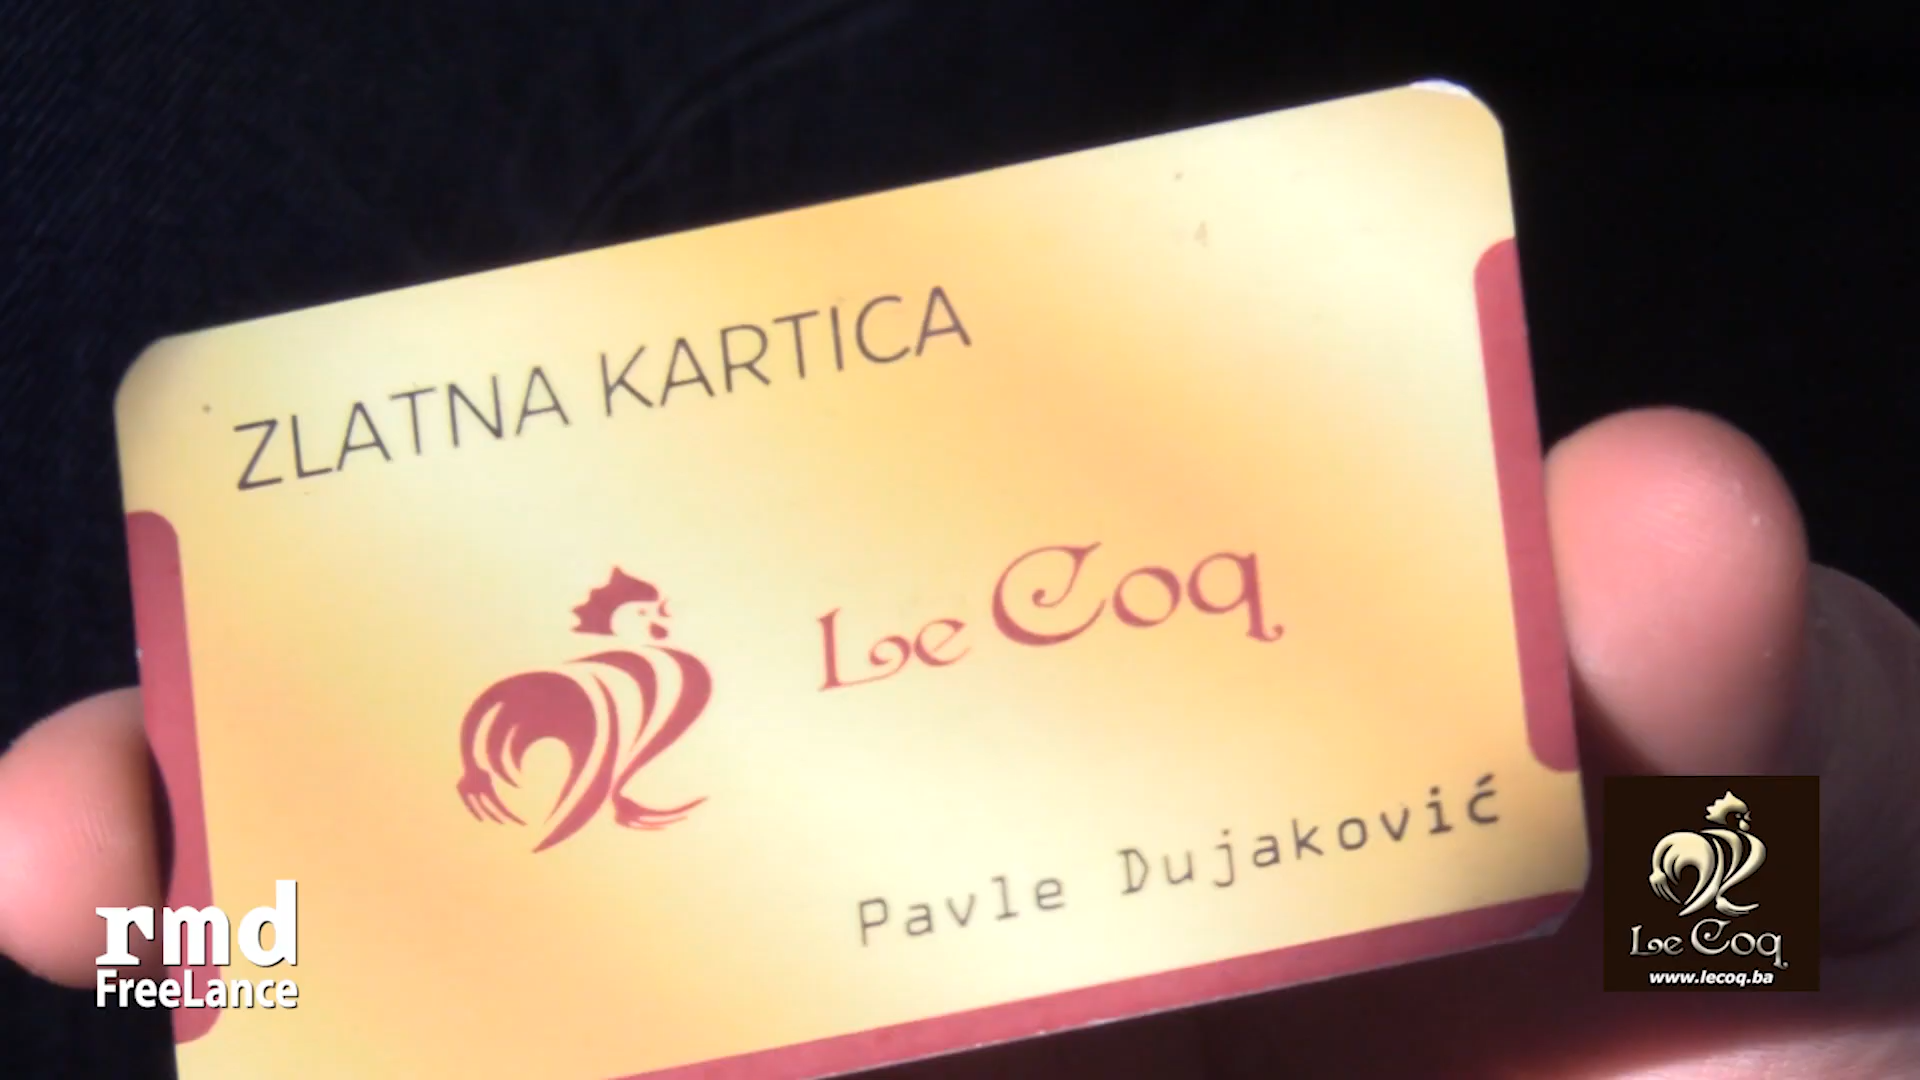 ZLATNA KARTICA
Le Coq
Pavle Dujaković
rmd
FreeLance
Le Coq
www.lecoq.ba